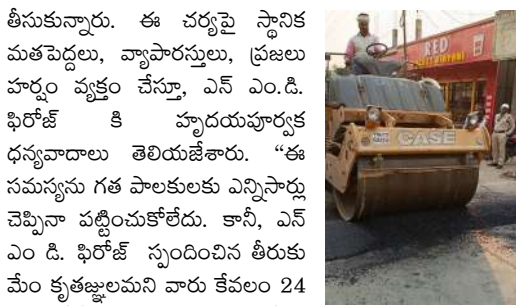 తీసుకున్నారు. ఈ చర్యపై స్థానిక
మతపెద్దలు, వ్యాపారస్తులు, ప్రజలు
హర్షం వ్యక్తం చేస్తూ, ఎన్ ఎం.డి.
ఫిరోజ్ కి హృదయపూర్వక
ధన్యవాదాలు తెలియజేశారు. “ఈ
సమస్యను గత పాలకులకు ఎన్నిసార్లు
చెప్పినా పట్టించుకోలేదు. కానీ, ఎన్
ఎం డి. ఫిరోజ్ స్పందించిన తీరుకు
మేం కృతజ్ఞులమని వారు కేవలం 24
RED
BIRYANI
CASE